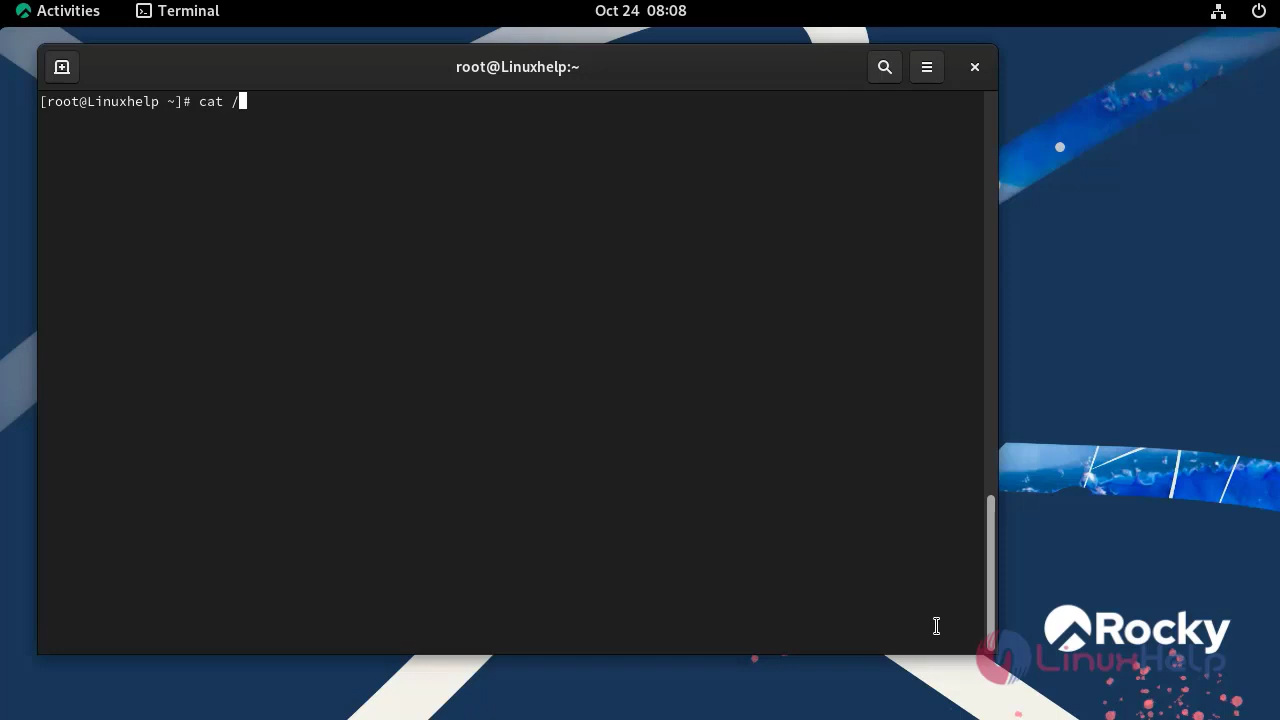 Activities
Terminal
Oct 24 08:08
root@Linuxhelp:~
[root@Linuxhelp ~]# cat /
Rocky
LinuxHelp